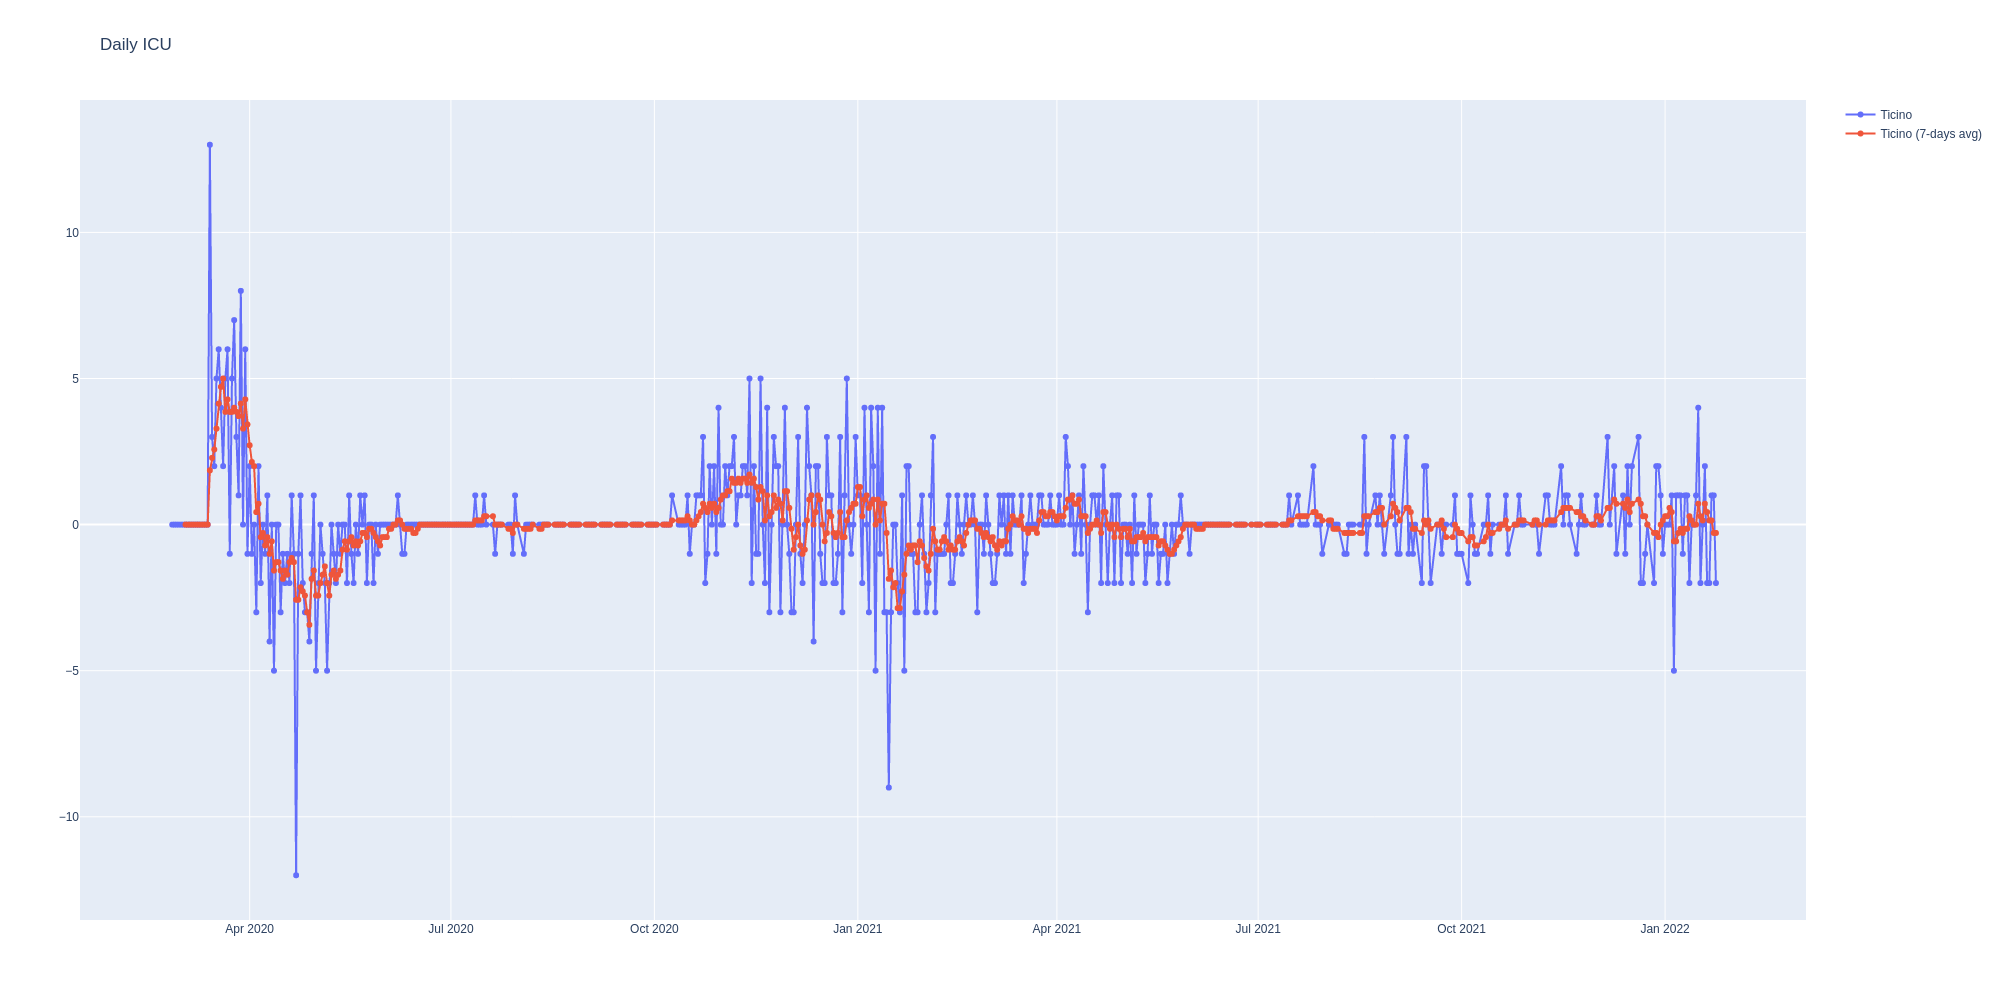 Daily ICU
Ticino
Ticino (7-days avg)
10
5
0
−5
−10
Apr 2020
Jul 2020
Oct 2020
Jan 2021
Apr 2021
Jul 2021
Oct 2021
Jan 2022